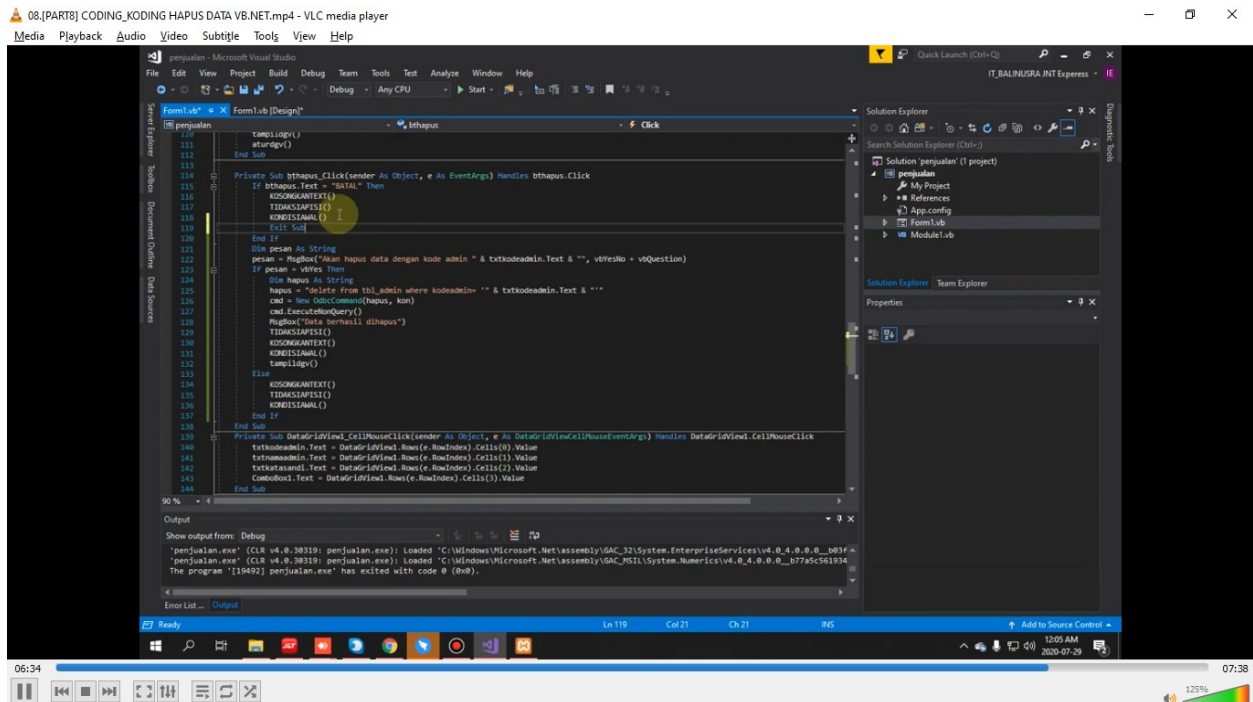 08.[PART8] CODING_KODING HAPUS DATA VB.NET.mp4 - VLC media player
Media Playback Audio Video Subtitle Tools View Help
penjualan - Microsoft Visual Studio
Quick Launch (Ctrl+Q)
File Edit View Project Build Debug Team Tools Test Analyze Window Help
IT_BALINUSRA JNT Experess IE
Debug Any CPU Start
Form1.vb* Form1.vb [Design]*
penjualan bthapus Click
110 tampildgv()
111 aturdgv()
112 End Sub
113
114 Private Sub bthapus_Click(sender As Object, e As EventArgs) Handles bthapus.Click
115 If bthapus.Text = "BATAL" Then
116 KOSONGKANTEXT()
117 TIDAKSIAPISI()
118 KONDISIAWAL()
119 Exit Sub
120 End If
121 Dim pesan As String
122 pesan = MsgBox("Akan hapus data dengan kode admin " & txtkodeadmin.Text & "", vbYesNo + vbQuestion)
123 If pesan = vbYes Then
124 Dim hapus As String
125 hapus = "delete from tbl_admin where kodeadmin= '" & txtkodeadmin.Text & "'"
126 cmd = New OdbcCommand(hapus, kon)
127 cmd.ExecuteNonQuery()
128 MsgBox("Data berhasil dihapus")
129 TIDAKSIAPISI()
130 KOSONGKANTEXT()
131 KONDISIAWAL()
132 tampildgv()
133 Else
134 KOSONGKANTEXT()
135 TIDAKSIAPISI()
136 KONDISIAWAL()
137 End If
138 End Sub
139 Private Sub DataGridView1_CellMouseClick(sender As Object, e As DataGridViewCellMouseEventArgs) Handles DataGridView1.CellMouseClick
140 txtkodeadmin.Text = DataGridView1.Rows(e.RowIndex).Cells(0).Value
141 txtnamaadmin.Text = DataGridView1.Rows(e.RowIndex).Cells(1).Value
142 txtkatasandi.Text = DataGridView1.Rows(e.RowIndex).Cells(2).Value
143 ComboBox1.Text = DataGridView1.Rows(e.RowIndex).Cells(3).Value
144 End Sub
90 %
Server Explorer
Toolbox
Document Outline
Data Sources
Solution Explorer
Search Solution Explorer (Ctrl+;)
Solution 'penjualan' (1 project)
penjualan
My Project
References
App.config
Form1.vb
Module1.vb
Solution Explorer Team Explorer
Properties
Diagnostic Tools
Output
Show output from: Debug
'penjualan.exe' (CLR v4.0.30319: penjualan.exe): Loaded 'C:\Windows\Microsoft.Net\assembly\GAC_32\System.EnterpriseServices\v4.0_4.0.0.0__b03f
'penjualan.exe' (CLR v4.0.30319: penjualan.exe): Loaded 'C:\Windows\Microsoft.Net\assembly\GAC_MSIL\System.Numerics\v4.0_4.0.0.0__b77a5c561934
The program '[19492] penjualan.exe' has exited with code 0 (0x0).
Error List ... Output
Ready Ln 119 Col 21 Ch 21 INS Add to Source Control
12:05 AM
2020-07-29
06:34 07:38
125%